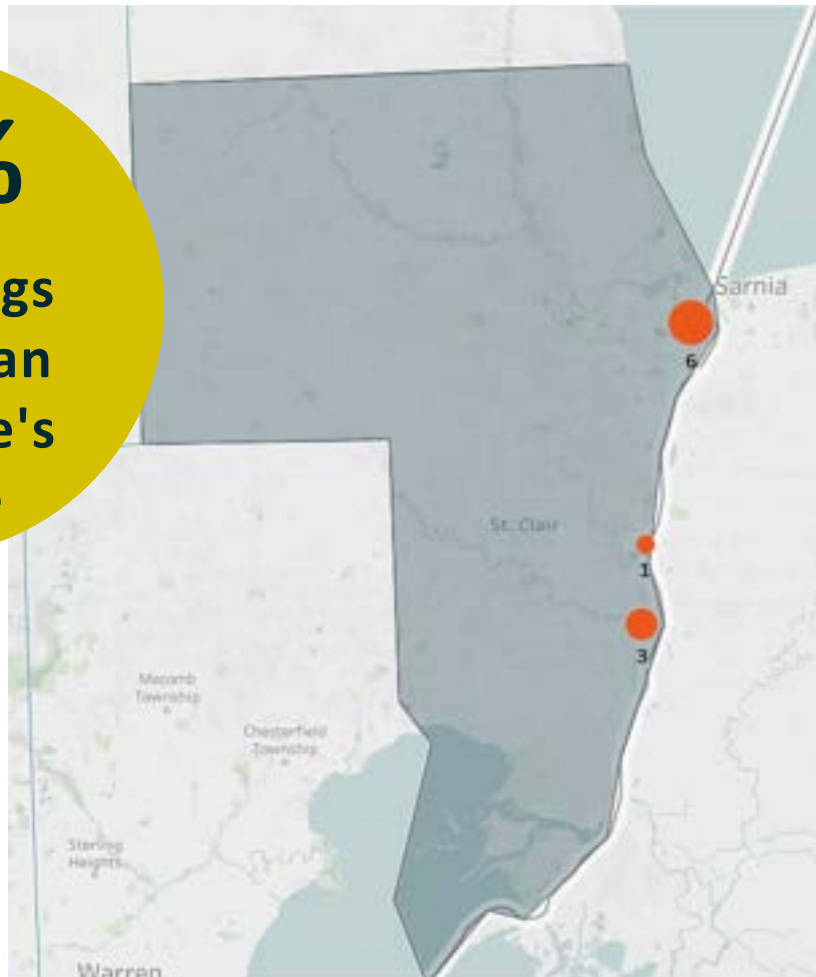 %
gs
an
e's
Sarnia
6
St. Clair
1
3
Macomb
Township
Chesterfield
Township
Sterling
Heights
Warren